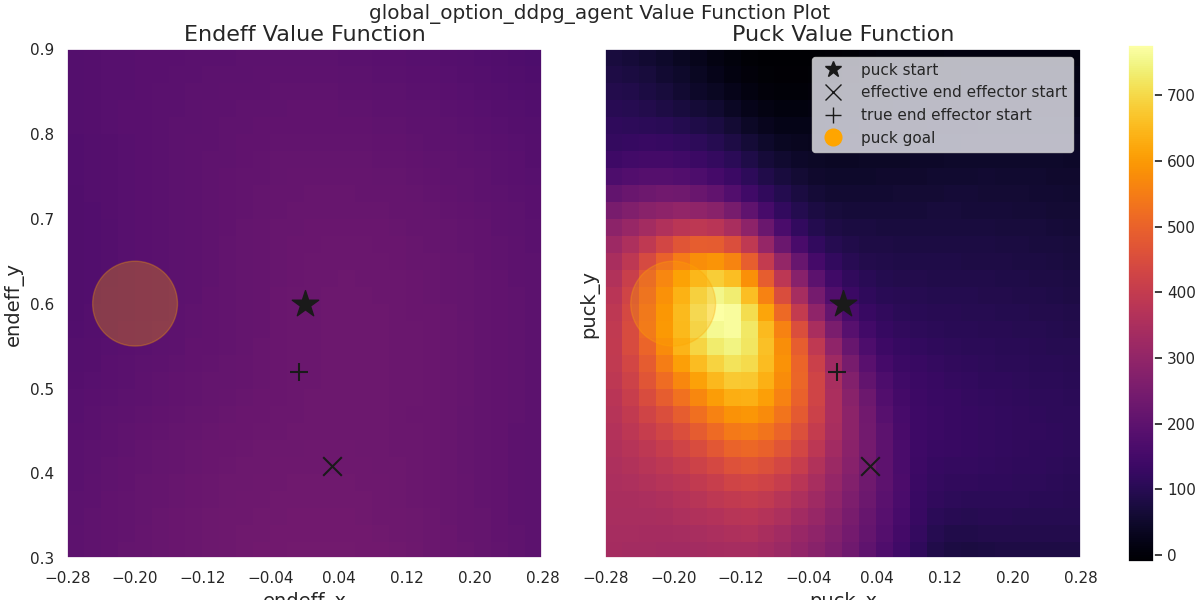 global_option_ddpg_agent Value Function Plot
Endeff Value Function
Puck Value Function
0.9
0.8
0.7
0.6
0.5
0.4
0.3
endeff_y
−0.28 −0.20 −0.12 −0.04 0.04 0.12 0.20 0.28
endeff_x
puck start
effective end effector start
true end effector start
puck goal
puck_y
−0.28 −0.20 −0.12 −0.04 0.04 0.12 0.20 0.28
puck_x
700
600
500
400
300
200
100
0